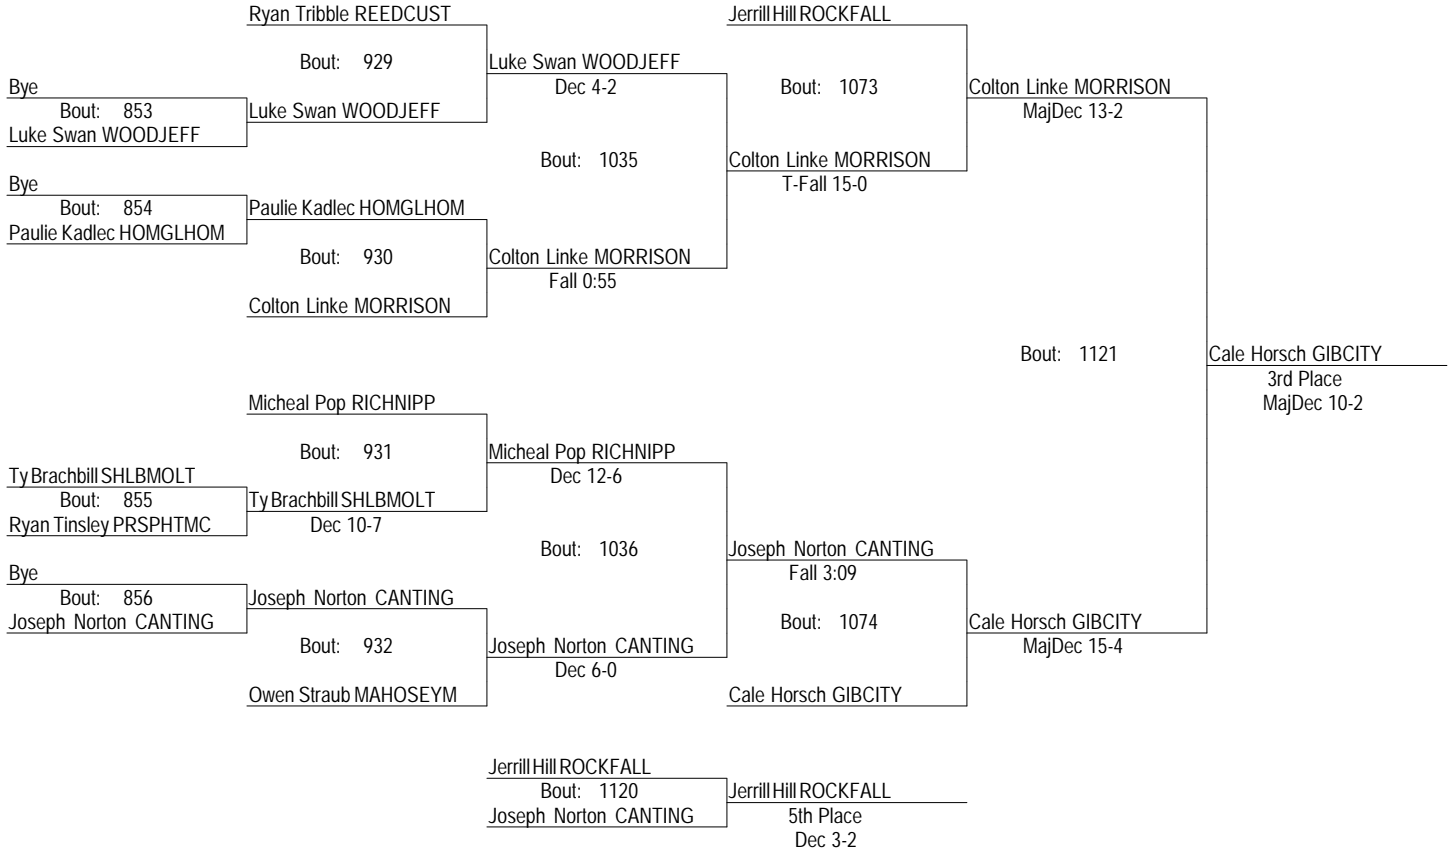 Ryan Tribble REEDCUST
Jerrill Hill ROCKFALL
Bout: 929
Luke Swan WOODJEFF
Dec 4-2
Bye
Bout: 853
Luke Swan WOODJEFF
Luke Swan WOODJEFF
Bout: 1073
Colton Linke MORRISON
MajDec 13-2
Bout: 1035
Colton Linke MORRISON
T-Fall 15-0
Bye
Bout: 854
Paulie Kadlec HOMGLHOM
Paulie Kadlec HOMGLHOM
Bout: 930
Colton Linke MORRISON
Fall 0:55
Colton Linke MORRISON
Bout: 1121
Cale Horsch GIBCITY
3rd Place
MajDec 10-2
Micheal Pop RICHNIPP
Bout: 931
Micheal Pop RICHNIPP
Dec 12-6
Ty Brachbill SHLBMOLT
Bout: 855
Ryan Tinsley PRSPHTMC
Ty Brachbill SHLBMOLT
Dec 10-7
Bout: 1036
Joseph Norton CANTING
Fall 3:09
Bye
Bout: 856
Joseph Norton CANTING
Joseph Norton CANTING
Bout: 1074
Cale Horsch GIBCITY
MajDec 15-4
Bout: 932
Joseph Norton CANTING
Dec 6-0
Owen Straub MAHOSEYM
Cale Horsch GIBCITY
Jerrill Hill ROCKFALL
Bout: 1120
Joseph Norton CANTING
Jerrill Hill ROCKFALL
5th Place
Dec 3-2